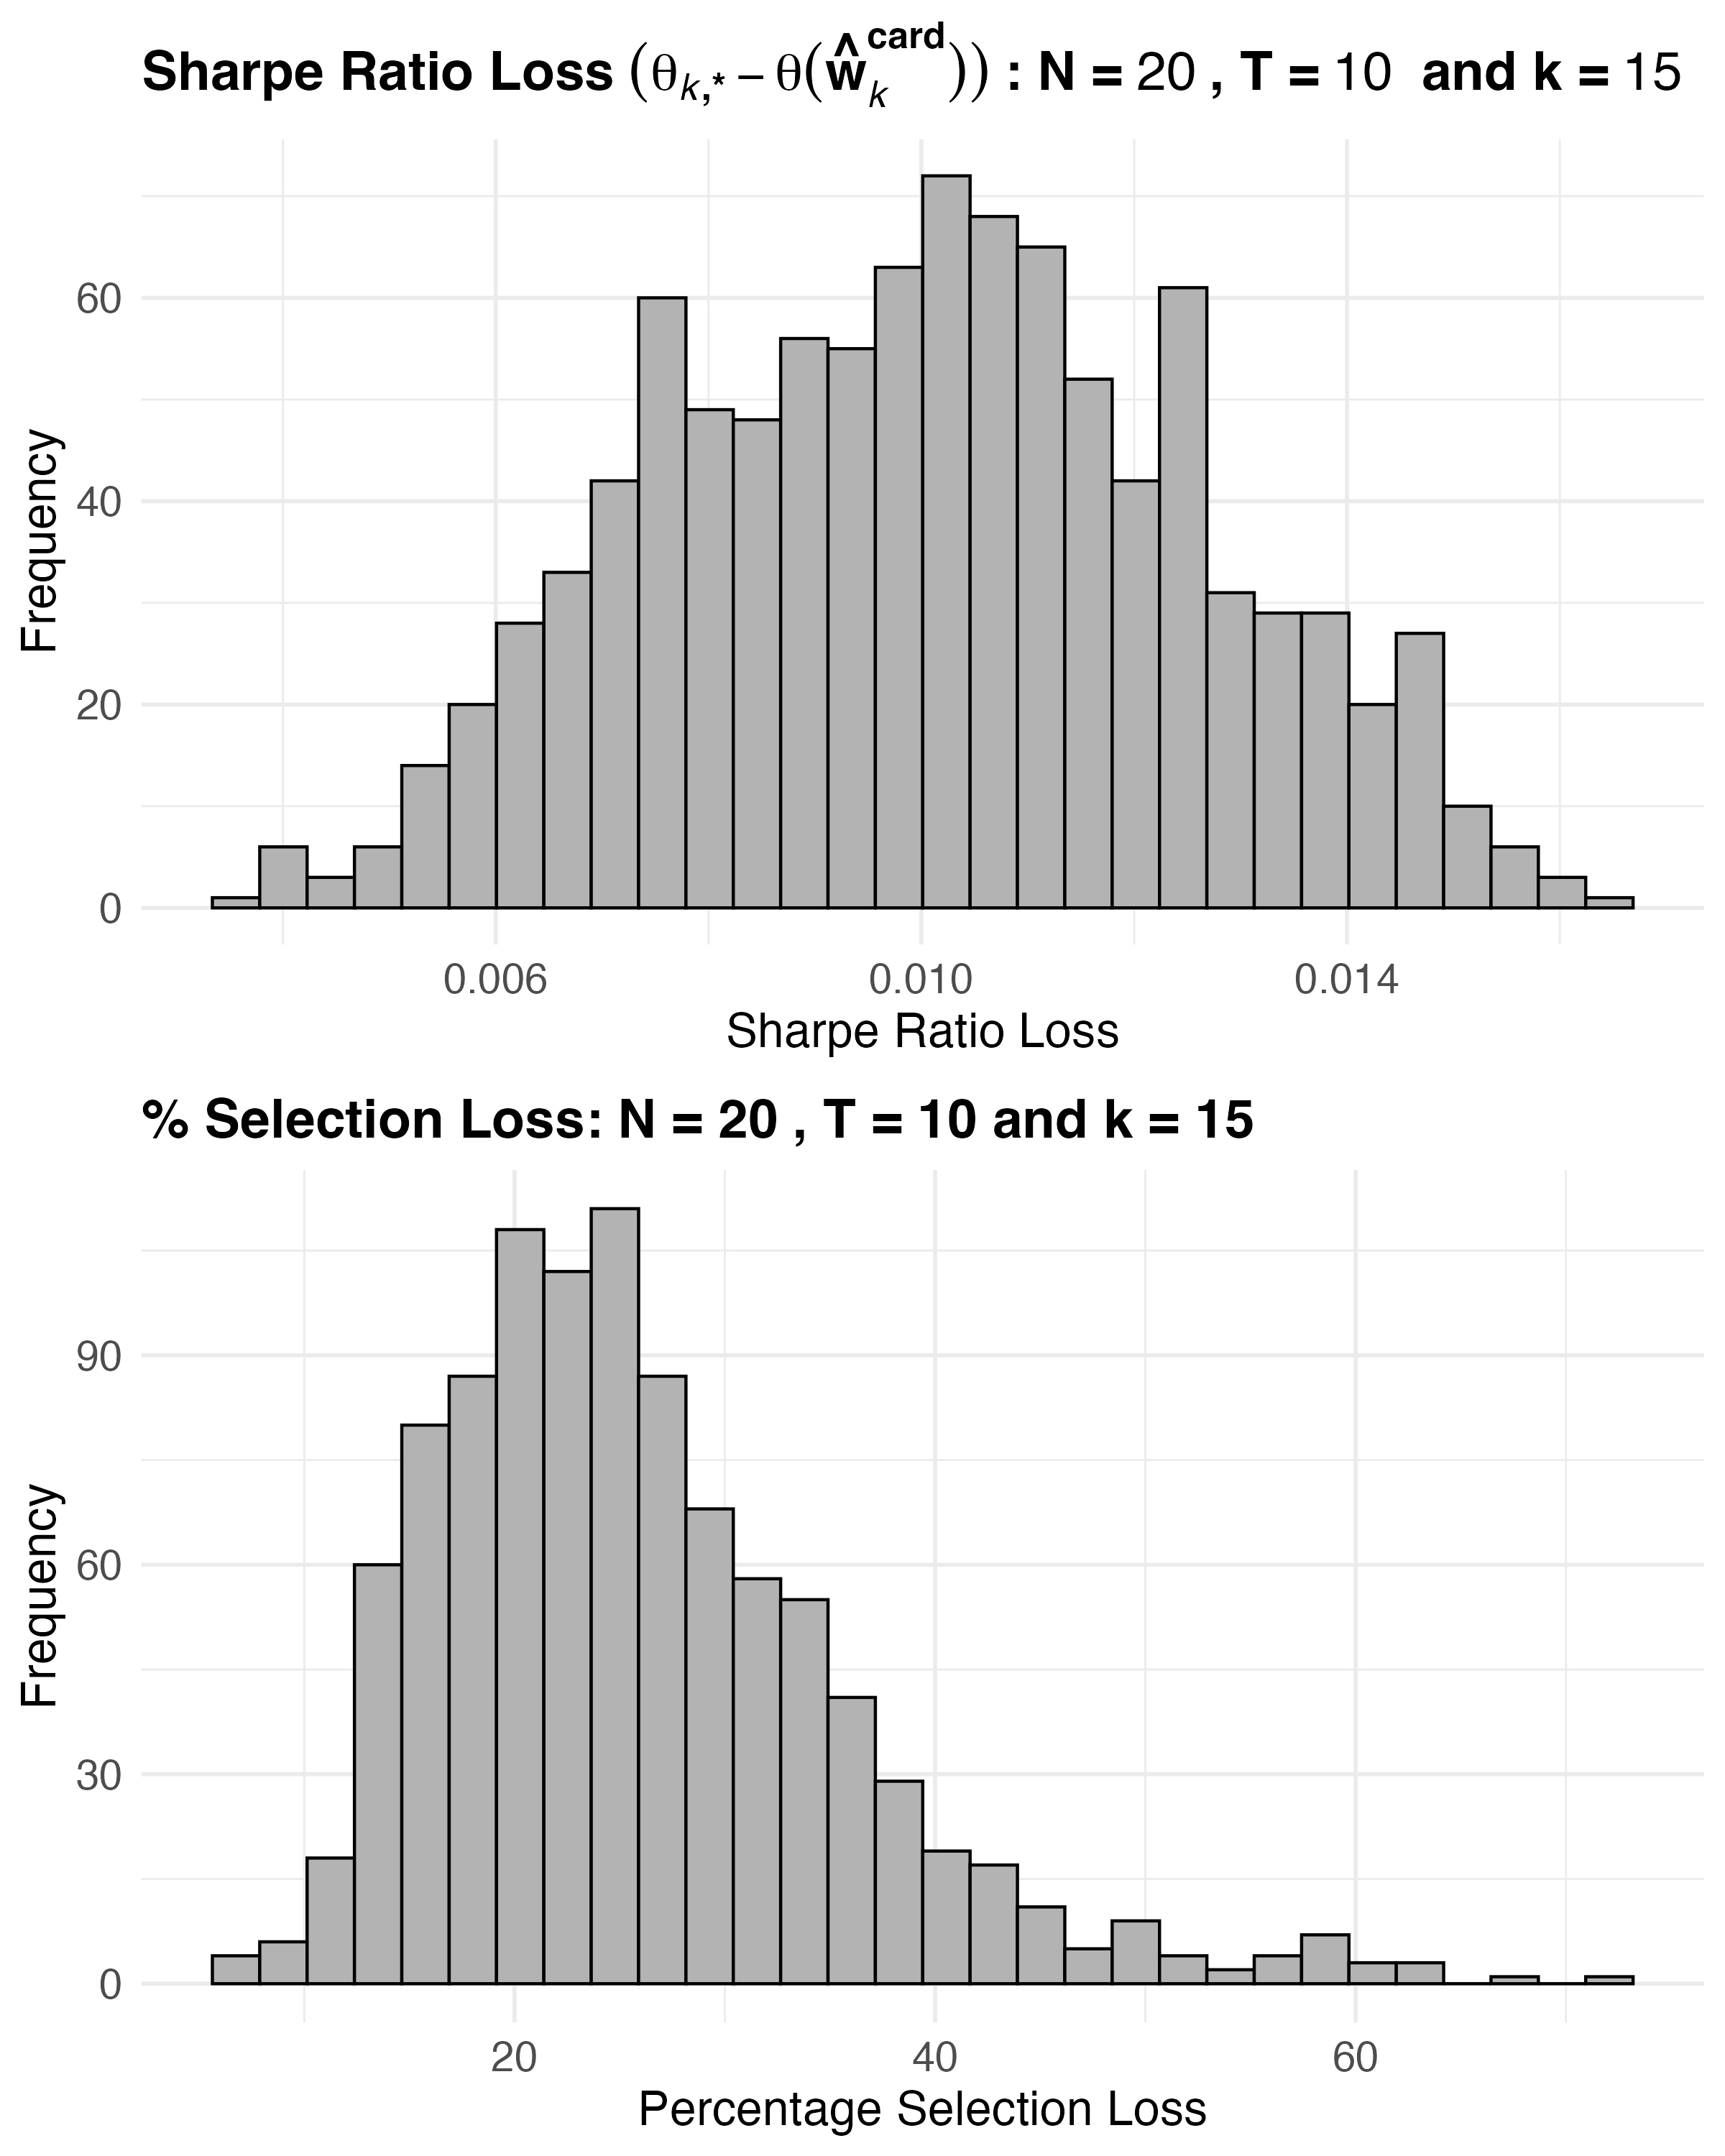 Sharpe Ratio Loss (θk,* − θ(ŵk^card)) : N = 20 , T = 10 and k = 15
Frequency
60
40
20
0
0.006 0.010 0.014
Sharpe Ratio Loss
% Selection Loss: N = 20 , T = 10 and k = 15
Frequency
90
60
30
0
20 40 60
Percentage Selection Loss